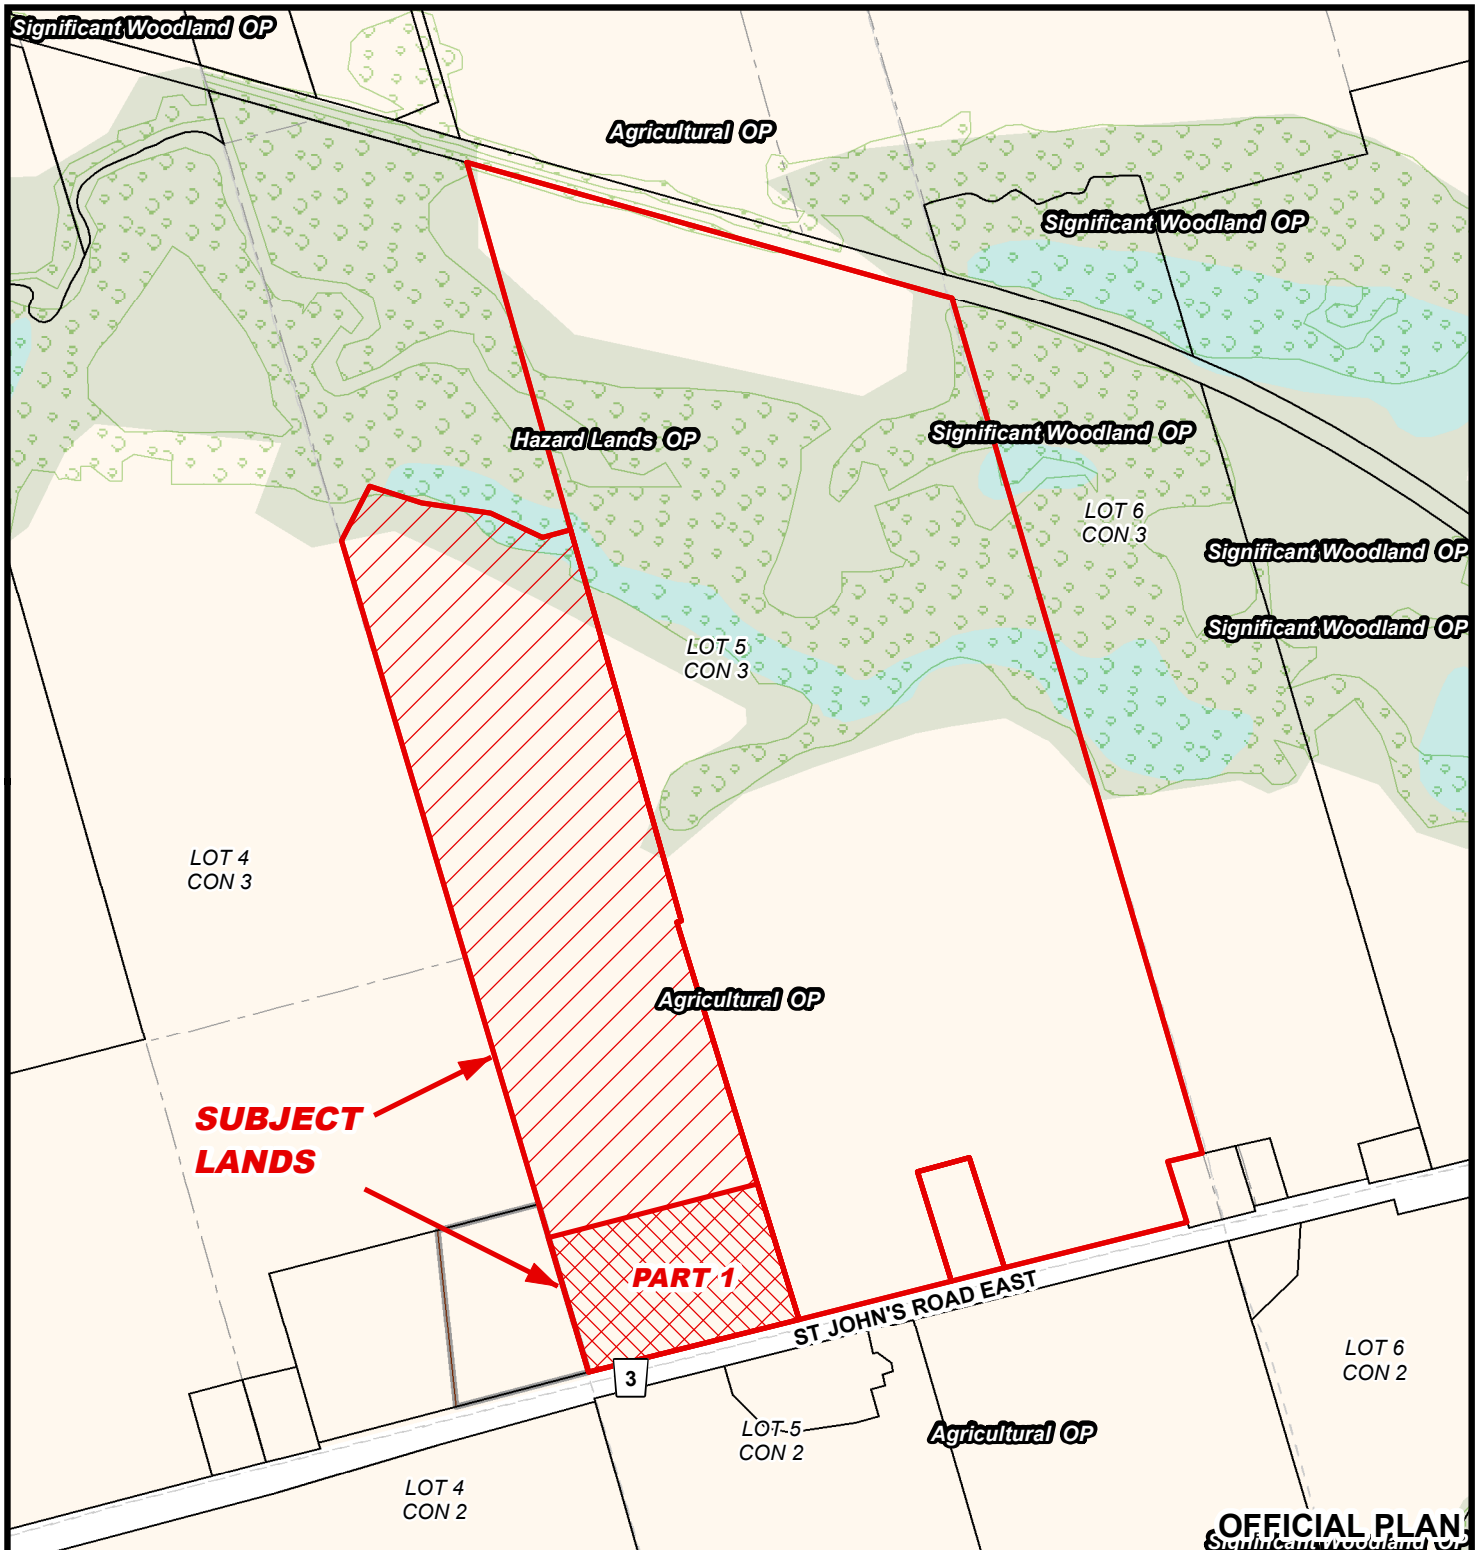 Significant Woodland OP
Agricultural OP
Significant Woodland OP
Hazard Lands OP
Significant Woodland OP
LOT 6
CON 3
Significant Woodland OP
Significant Woodland OP
LOT 5
CON 3
LOT 4
CON 3
Agricultural OP
SUBJECT
LANDS
PART 1
ST JOHN'S ROAD EAST
3
LOT 6
CON 2
LOT 5
CON 2
Agricultural OP
LOT 4
CON 2
OFFICIAL PLAN
Significant Woodland OP